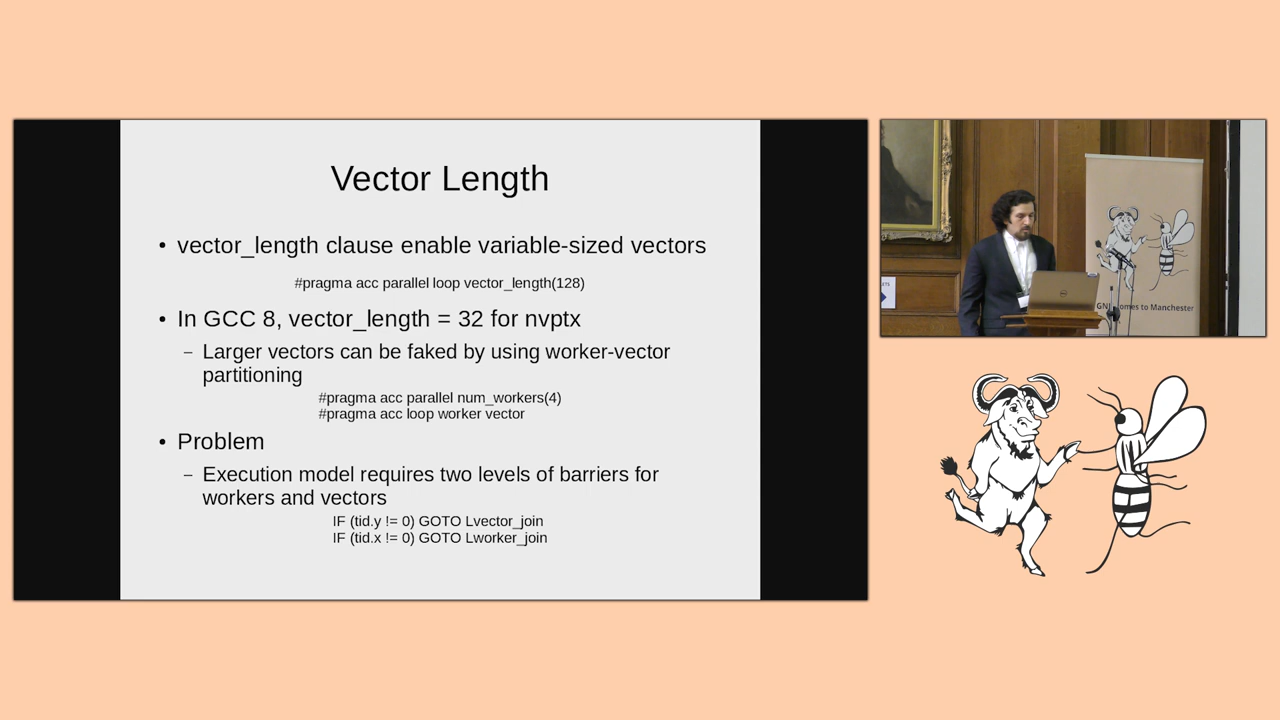 Vector Length
• vector_length clause enable variable-sized vectors
#pragma acc parallel loop vector_length(128)
• In GCC 8, vector_length = 32 for nvptx
– Larger vectors can be faked by using worker-vector
partitioning
#pragma acc parallel num_workers(4)
#pragma acc loop worker vector
• Problem
– Execution model requires two levels of barriers for
workers and vectors
IF (tid.y != 0) GOTO Lvector_join
IF (tid.x != 0) GOTO Lworker_join
to Manchester